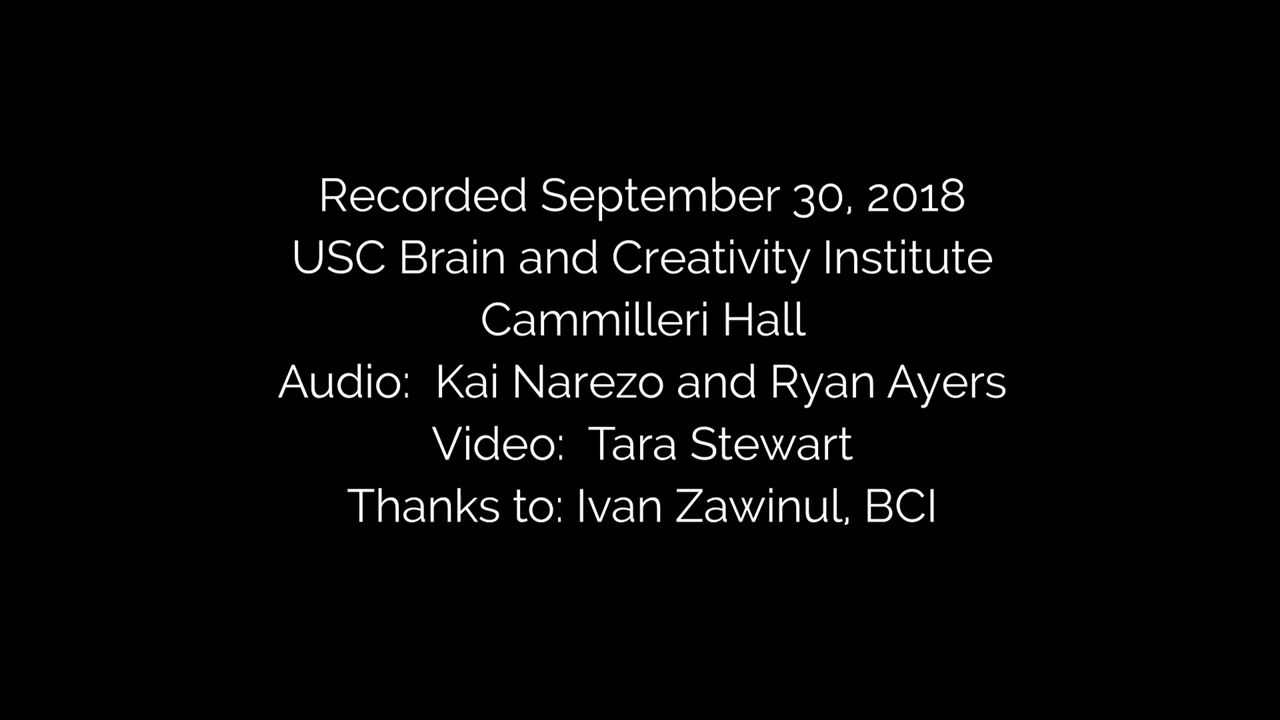 Recorded September 30, 2018
USC Brain and Creativity Institute
Cammilleri Hall
Audio:  Kai Narezo and Ryan Ayers
Video:  Tara Stewart
Thanks to: Ivan Zawinul, BCI